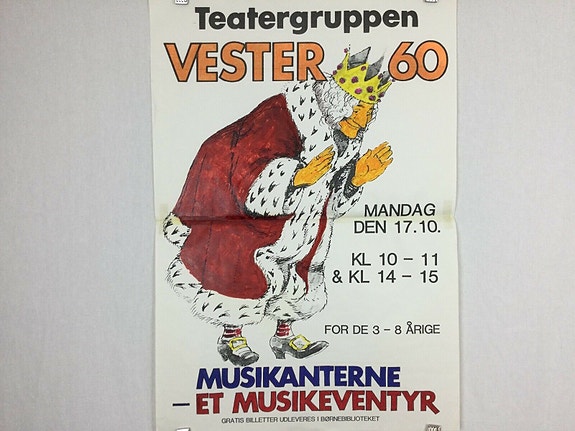 Teatergruppen
VESTER 60
MANDAG
DEN 17.10.
KL 10 - 11
& KL 14 - 15
FOR DE 3 - 8 ÅRIGE
MUSIKANTERNE
- ET MUSIKEVENTYR
GRATIS BILLETTER UDLEVERES I BØRNEBIBLIOTEKET